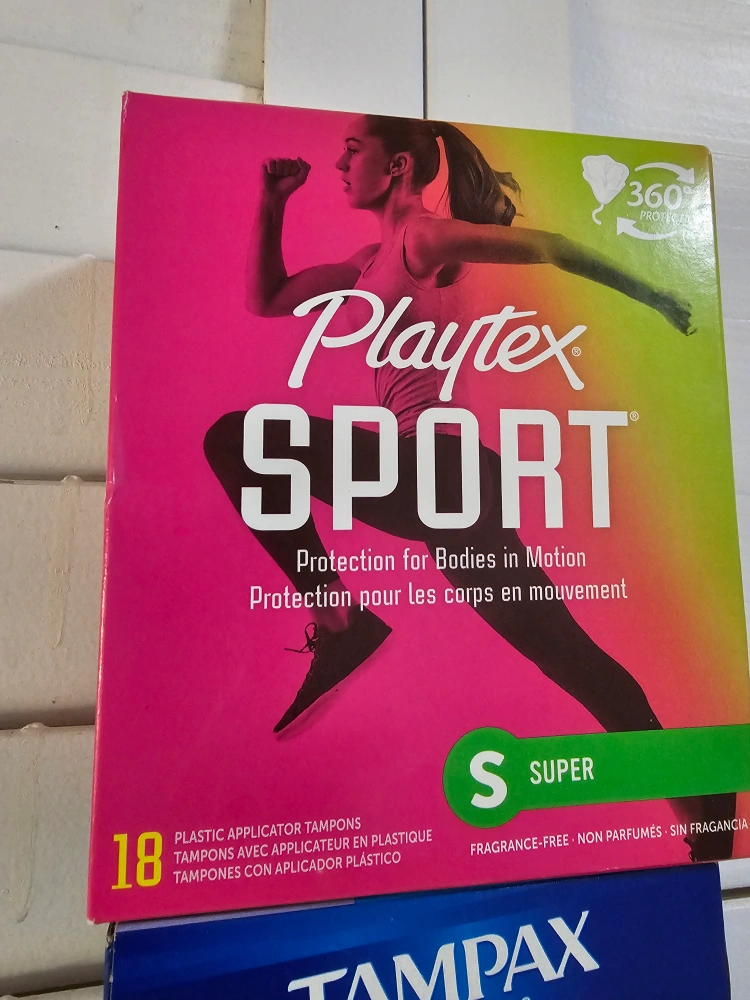 360°
Playtex®
SPORT®
Protection for Bodies in Motion
Protection pour les corps en mouvement
S SUPER
18
PLASTIC APPLICATOR TAMPONS
TAMPONS AVEC APPLICATEUR EN PLASTIQUE
TAMPONES CON APLICADOR PLÁSTICO
FRAGRANCE-FREE · NON PARFUMÉS · SIN FRAGANCIA
TAMPAX